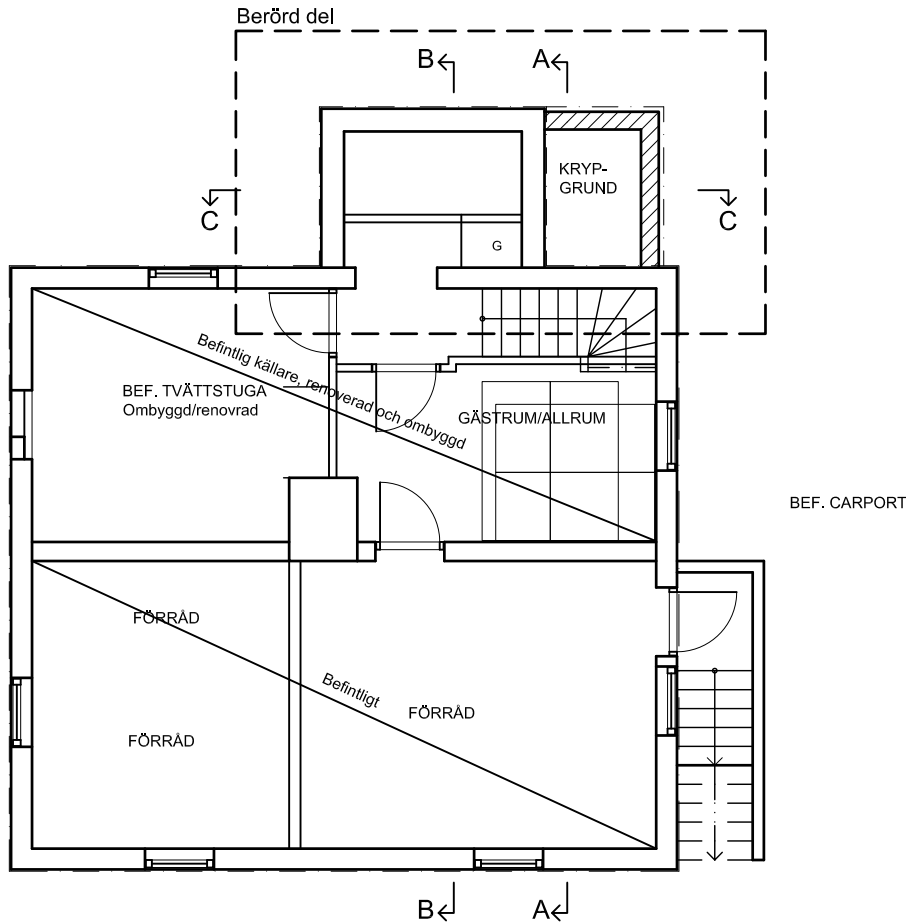 Berörd del
B
A
KRYP-
GRUND
C
C
G
Befintlig källare, renoverad och ombyggd
BEF. TVÄTTSTUGA
Ombyggd/renovrad
GÄSTRUM/ALLRUM
BEF. CARPORT
FÖRRÅD
Befintligt
FÖRRÅD
FÖRRÅD
B
A